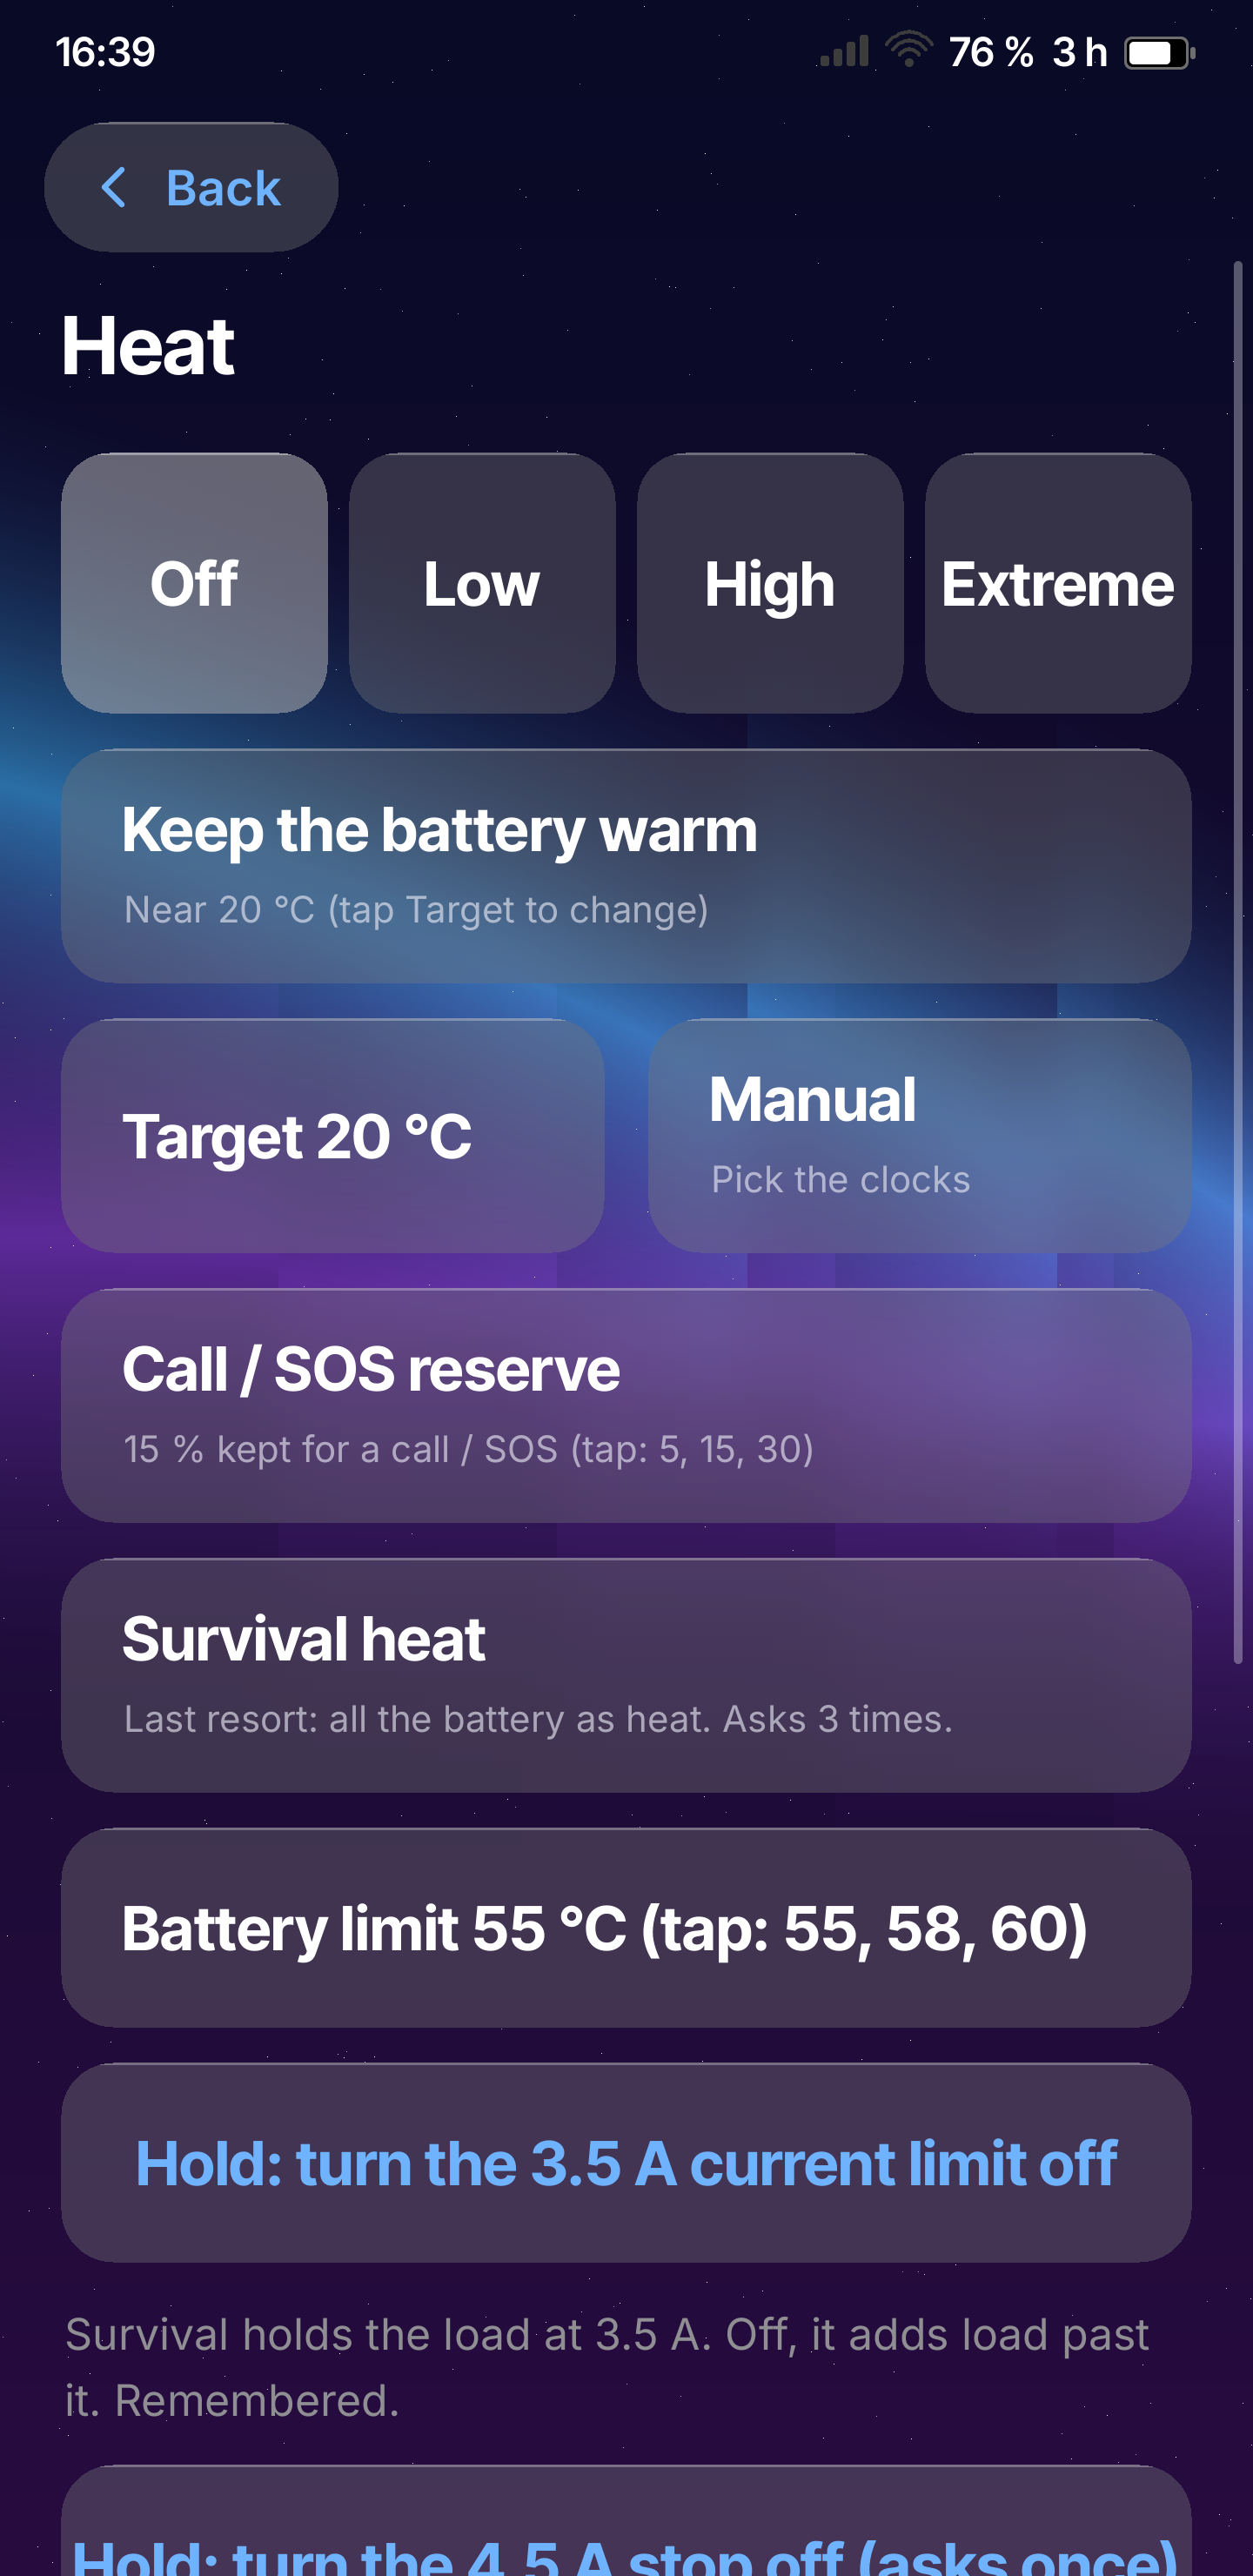 16:39
76 % 3 h
Back
Heat
Off
Low
High
Extreme
Keep the battery warm
Near 20 °C (tap Target to change)
Target 20 °C
Manual
Pick the clocks
Call / SOS reserve
15 % kept for a call / SOS (tap: 5, 15, 30)
Survival heat
Last resort: all the battery as heat. Asks 3 times.
Battery limit 55 °C (tap: 55, 58, 60)
Hold: turn the 3.5 A current limit off
Survival holds the load at 3.5 A. Off, it adds load past
it. Remembered.
Hold: turn the 4.5 A stop off (asks once)